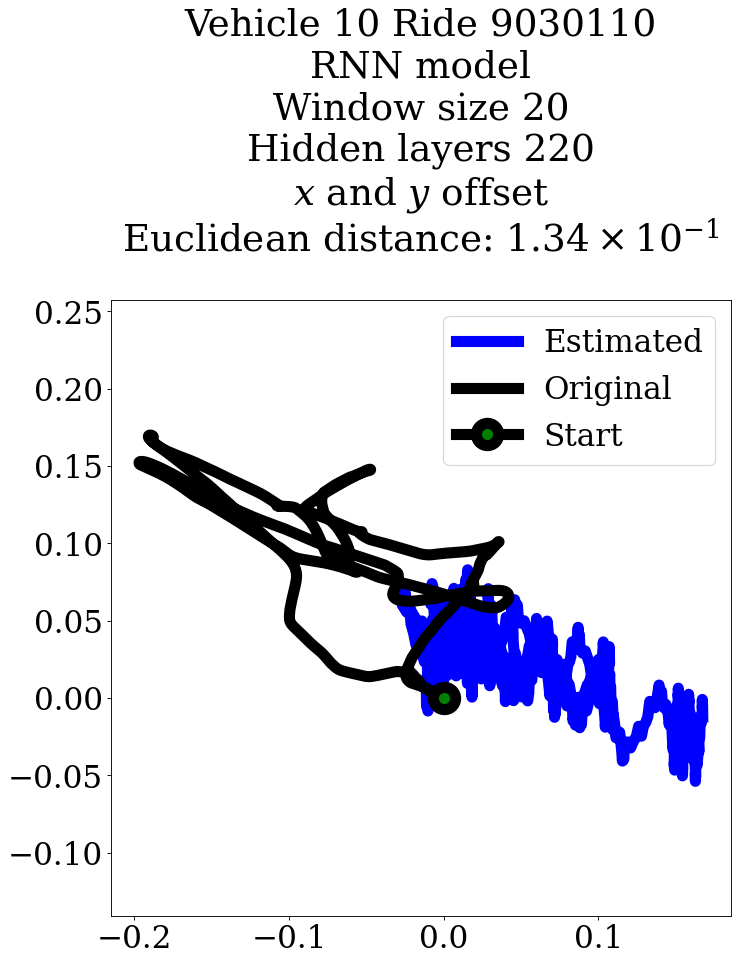 Vehicle 10 Ride 9030110
RNN model
Window size 20
Hidden layers 220
x and y offset
Euclidean distance: 1.34 × 10⁻¹
Estimated
Original
Start
0.25
0.20
0.15
0.10
0.05
0.00
−0.05
−0.10
−0.2 −0.1 0.0 0.1